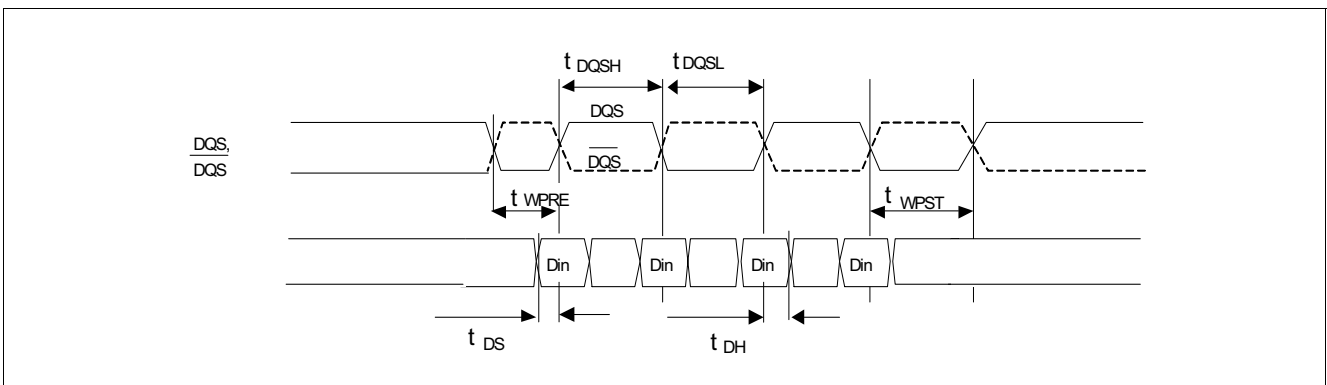 t DQSH
t DQSL
DQS
DQS,
DQS
DQS
t WPRE
t WPST
Din
Din
Din
Din
t DS
t DH